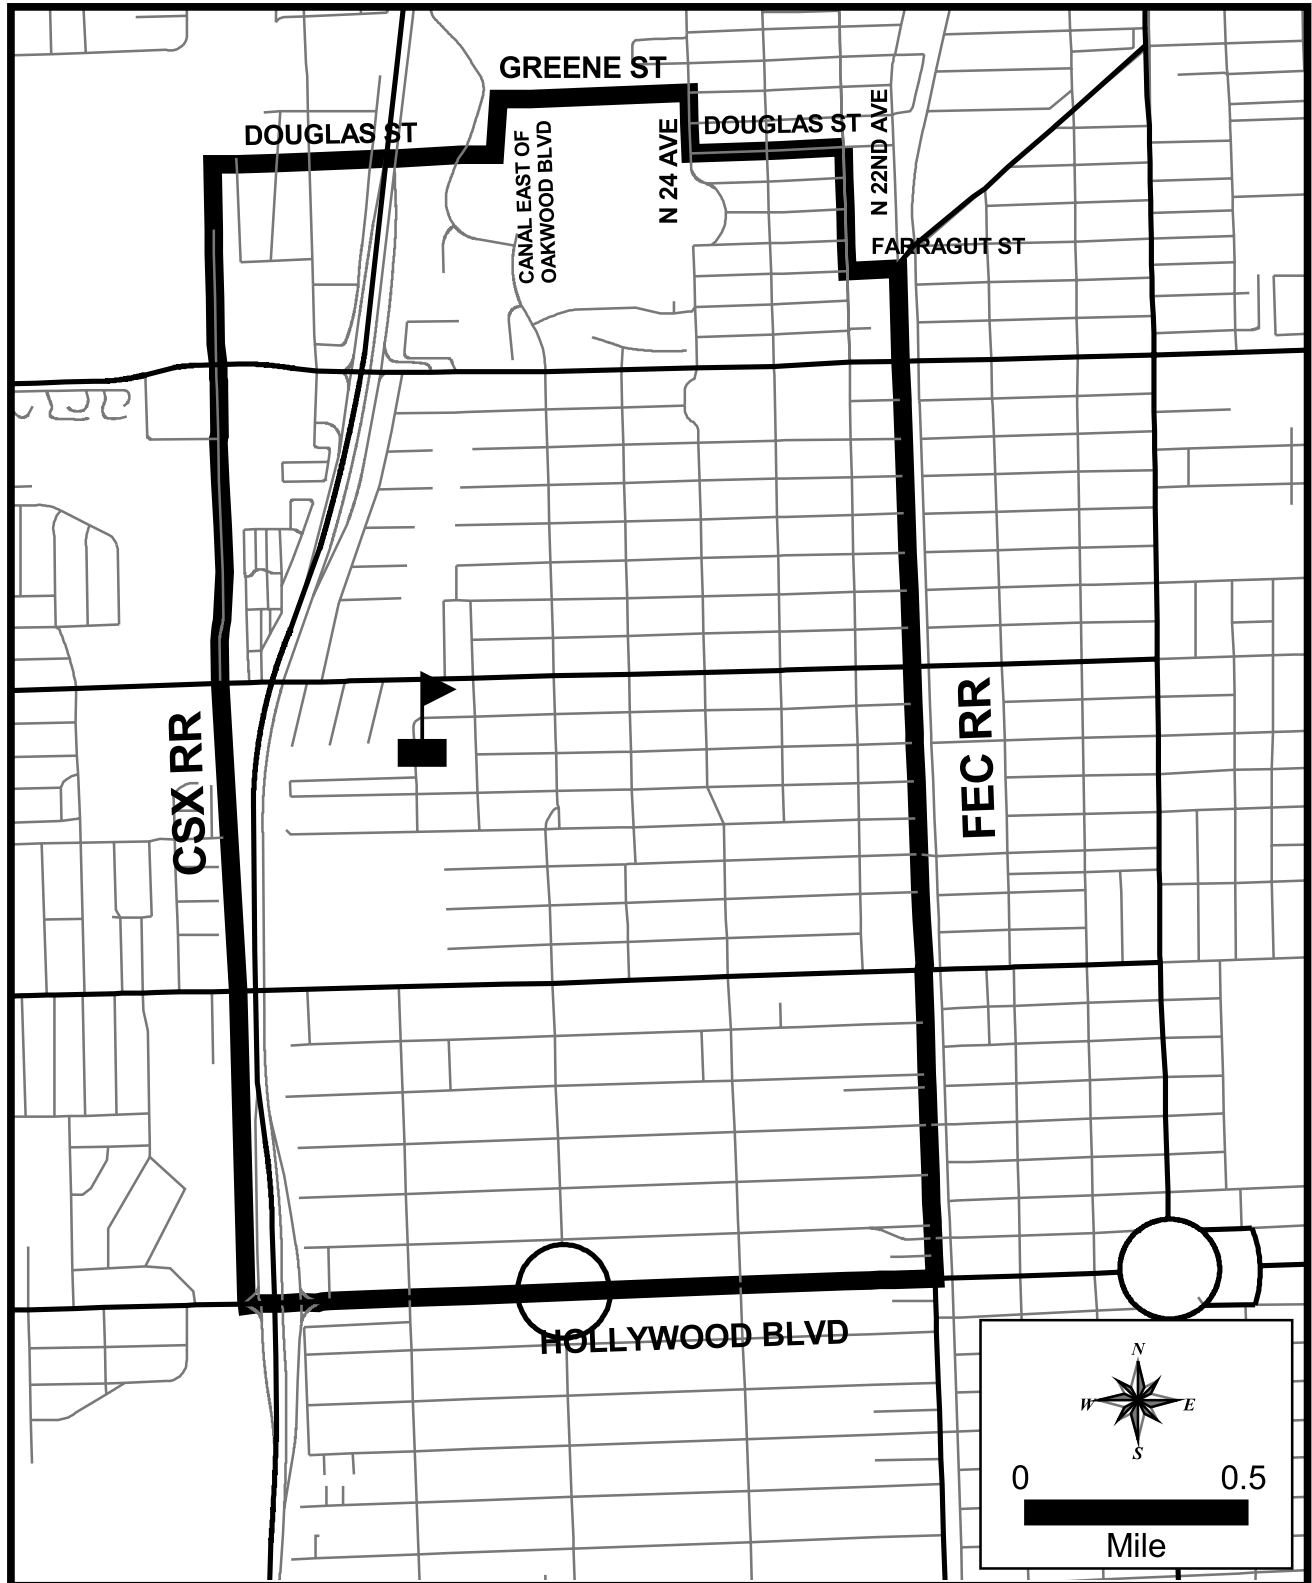 GREENE ST
DOUGLAS ST
DOUGLAS ST
CANAL EAST OF
OAKWOOD BLVD
N 24 AVE
N 22ND AVE
FARRAGUT ST
CSX RR
FEC RR
HOLLYWOOD BLVD
N
W E
S
0 0.5
Mile